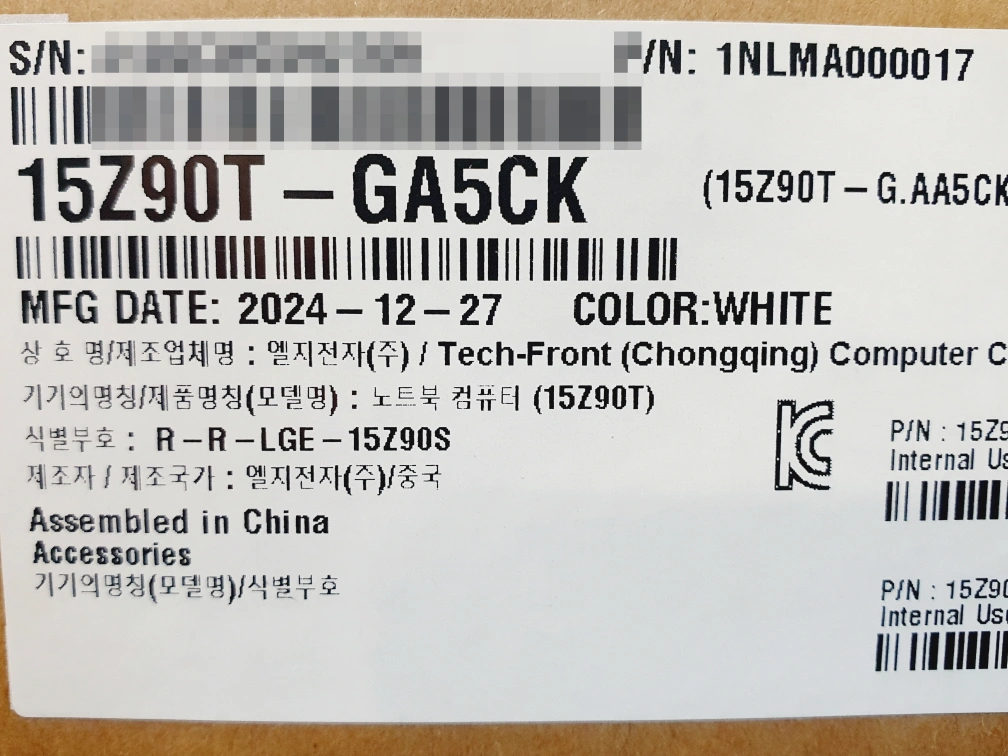 S/N:
P/N: 1NLMA000017
15Z90T-GA5CK (15Z90T-G.AA5CK
MFG DATE: 2024-12-27 COLOR:WHITE
상 호 명/제조업체명 : 엘지전자(주) / Tech-Front (Chongqing) Computer C
기기의명칭/제품명칭(모델명) : 노트북 컴퓨터 (15Z90T)
식별부호 : R-R-LGE-15Z90S
제조자 / 제조국가 : 엘지전자(주)/중국
Assembled in China
Accessories
기기의명칭(모델명)/식별부호
KC
P/N : 15Z9
Internal Us
P/N : 15Z90
Internal Us